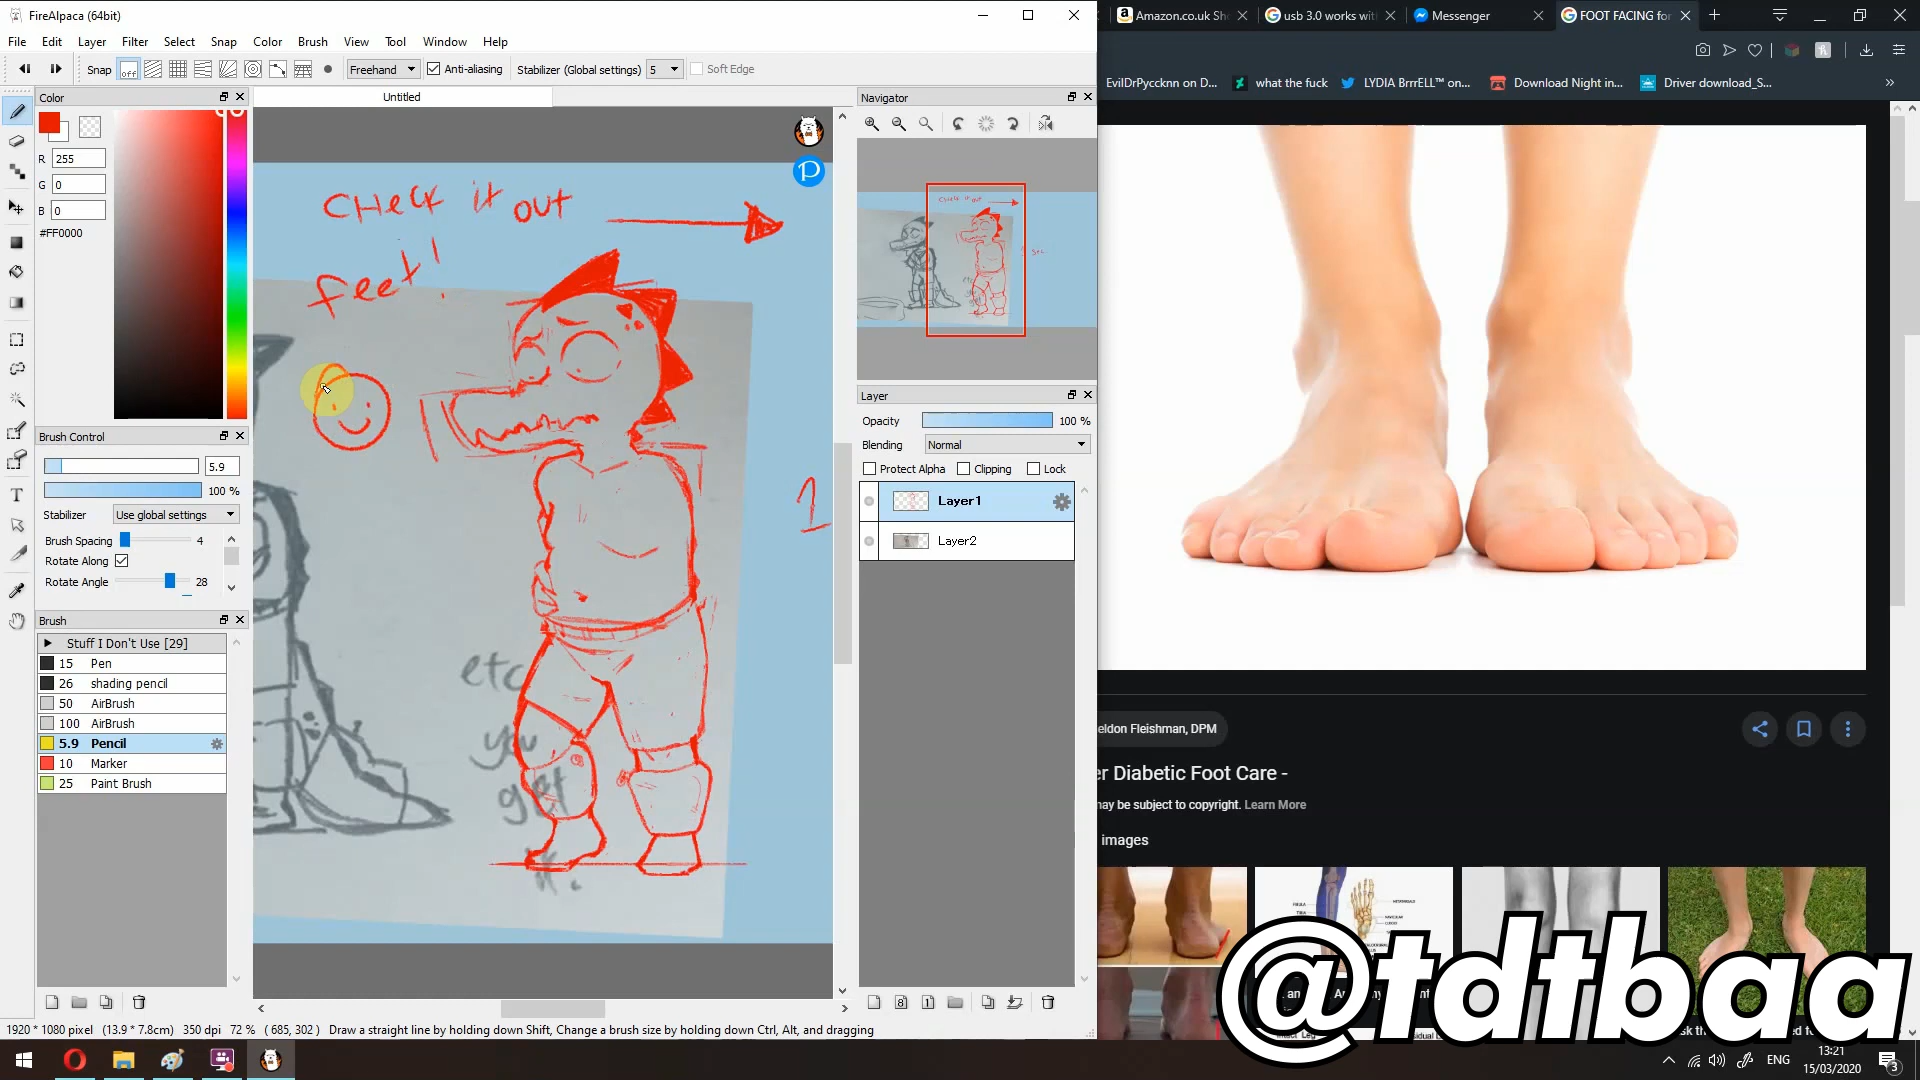 FireAlpaca (64bit)
Amazon.co.uk Sh
usb 3.0 works wit
Messenger
FOOT FACING for
File Edit Layer Filter Select Snap Color Brush View Tool Window Help
Snap off Freehand Anti-aliasing Stabilizer (Global settings) 5 Soft Edge
EvilDrPyccknn on D...
what the fuck
LYDIA BrrrELL™ on...
Download Night in...
Driver download_S...
Color
Untitled
Navigator
R 255
G 0
B 0
#FF0000
CHecK it out
feet!
1
etc
you
get
it.
Brush Control
5.9
100 %
Stabilizer Use global settings
Brush Spacing 4
Rotate Along
Rotate Angle 28
Brush
Stuff I Don't Use [29]
15 Pen
26 shading pencil
50 AirBrush
100 AirBrush
5.9 Pencil
10 Marker
25 Paint Brush
Layer
Opacity 100 %
Blending Normal
Protect Alpha Clipping Lock
Layer1
Layer2
eldon Fleishman, DPM
er Diabetic Foot Care -
may be subject to copyright. Learn More
images
@tdtbaa
1920 * 1080 pixel (13.9 * 7.8cm) 350 dpi 72 % ( 685, 302 ) Draw a straight line by holding down Shift, Change a brush size by holding down Ctrl, Alt, and dragging
ENG
13:21
15/03/2020
3